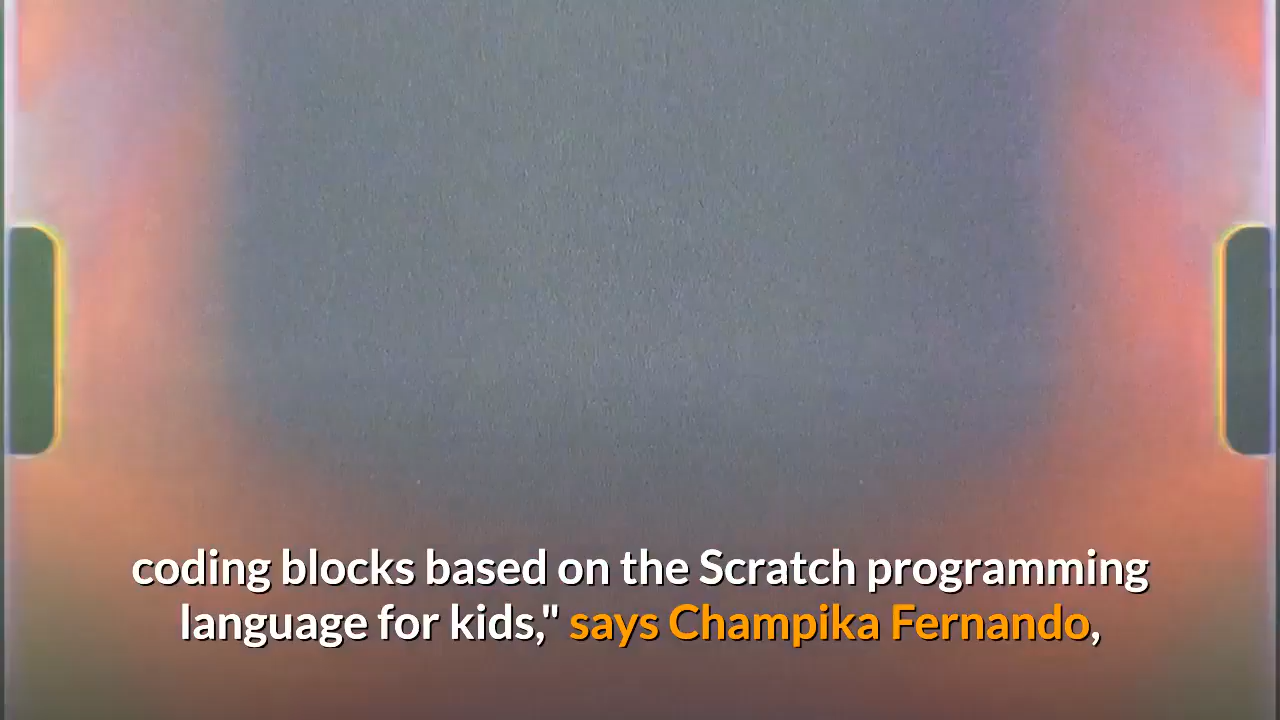 coding blocks based on the Scratch programming
language for kids," says Champika Fernando,